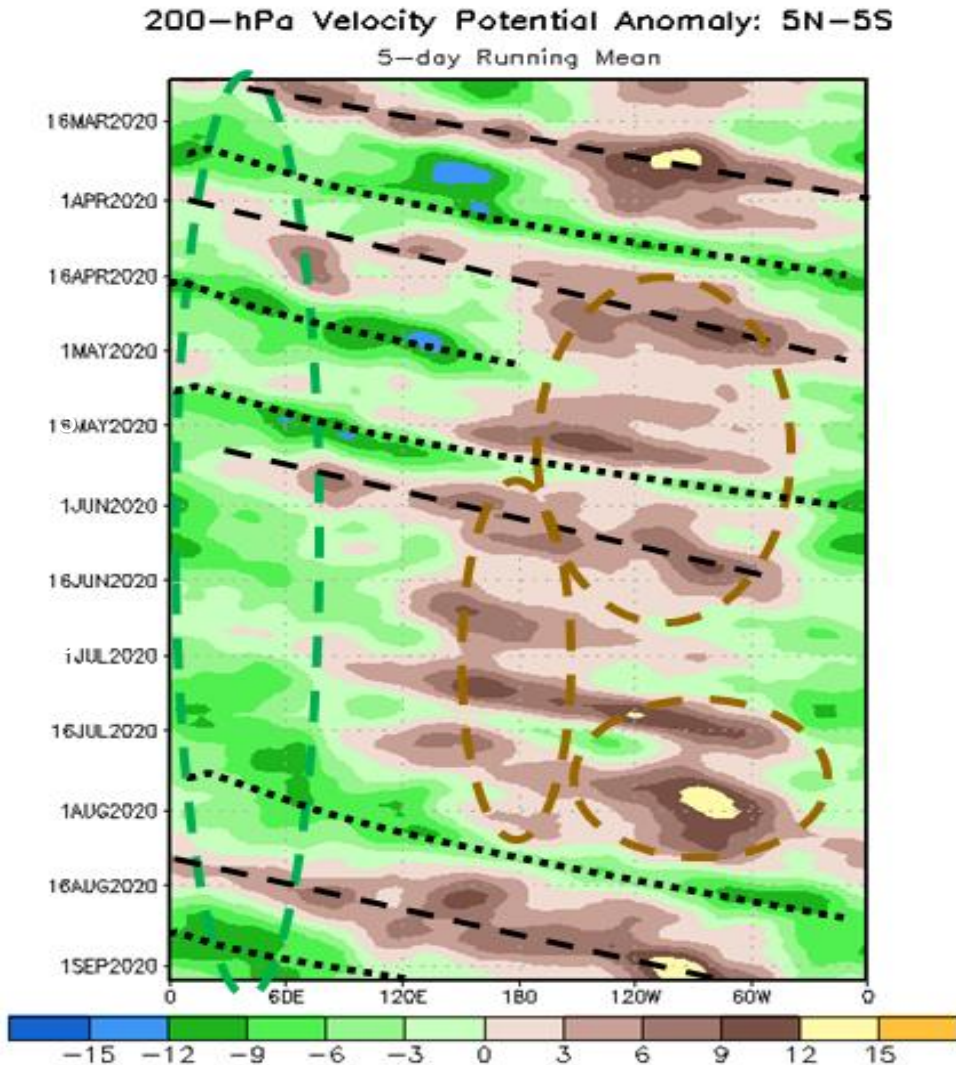 200-hPa Velocity Potential Anomaly: 5N-5S
5-day Running Mean
16MAR2020
1APR2020
16APR2020
1MAY2020
16MAY2020
1JUN2020
16JUN2020
1JUL2020
16JUL2020
1AUG2020
16AUG2020
1SEP2020
0 60E 120E 180 120W 60W 0
-15 -12 -9 -6 -3 0 3 6 9 12 15